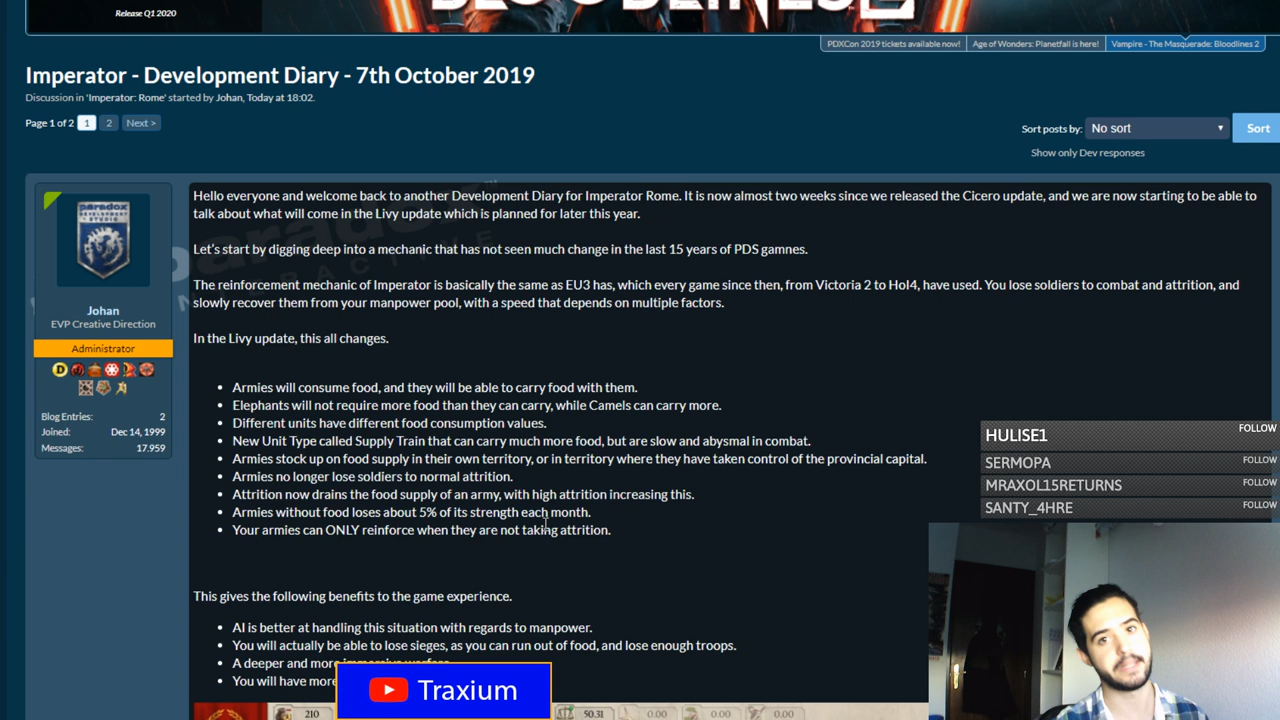 Release Q1 2020
BLOODLINES 2
PDXCon 2019 tickets available now!
Age of Wonders: Planetfall is here!
Vampire - The Masquerade: Bloodlines 2
Imperator - Development Diary - 7th October 2019
Discussion in 'Imperator: Rome' started by Johan, Today at 18:02.
Page 1 of 2 1 2 Next >
Sort posts by: No sort Sort
Show only Dev responses
paradox
DEVELOPMENT
STUDIO
Johan
EVP Creative Direction
Administrator
Blog Entries: 2
Joined: Dec 14, 1999
Messages: 17.959
Hello everyone and welcome back to another Development Diary for Imperator Rome. It is now almost two weeks since we released the Cicero update, and we are now starting to be able to
talk about what will come in the Livy update which is planned for later this year.
Let's start by digging deep into a mechanic that has not seen much change in the last 15 years of PDS gamnes.
The reinforcement mechanic of Imperator is basically the same as EU3 has, which every game since then, from Victoria 2 to HoI4, have used. You lose soldiers to combat and attrition, and
slowly recover them from your manpower pool, with a speed that depends on multiple factors.
In the Livy update, this all changes.
• Armies will consume food, and they will be able to carry food with them.
• Elephants will not require more food than they can carry, while Camels can carry more.
• Different units have different food consumption values.
• New Unit Type called Supply Train that can carry much more food, but are slow and abysmal in combat.
• Armies stock up on food supply in their own territory, or in territory where they have taken control of the provincial capital.
• Armies no longer lose soldiers to normal attrition.
• Attrition now drains the food supply of an army, with high attrition increasing this.
• Armies without food loses about 5% of its strength each month.
• Your armies can ONLY reinforce when they are not taking attrition.
This gives the following benefits to the game experience.
• AI is better at handling this situation with regards to manpower.
• You will actually be able to lose sieges, as you can run out of food, and lose enough troops.
• A deeper and more immersive warfare
• You will have more
HULISE1 FOLLOW
SERMOPA FOLLOW
MRAXOL15RETURNS FOLLOW
SANTY_4HRE FOLLOW
Traxium
210 50.31 0.00 0.00 0.00